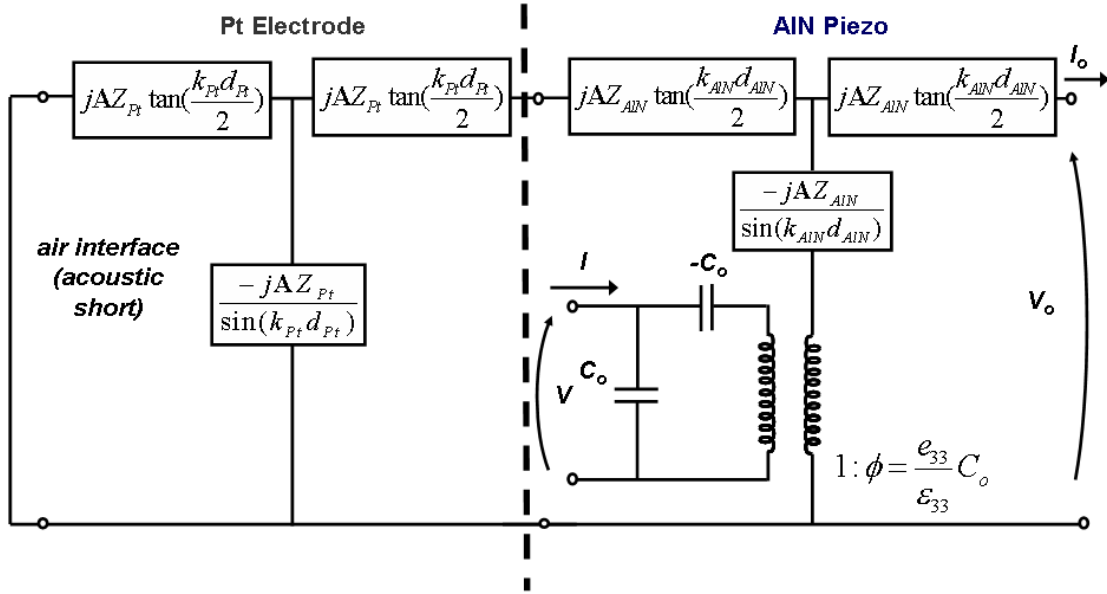 Pt Electrode
AlN Piezo
jAZ_Pt tan(k_Pt d_Pt / 2)
jAZ_Pt tan(k_Pt d_Pt / 2)
jAZ_AlN tan(k_AlN d_AlN / 2)
jAZ_AlN tan(k_AlN d_AlN / 2)
I_o
air interface
(acoustic
short)
-jAZ_Pt / sin(k_Pt d_Pt)
-jAZ_AlN / sin(k_AlN d_AlN)
I
-C_o
V
C_o
V_o
1:ϕ = e_33 / ε_33 C_o